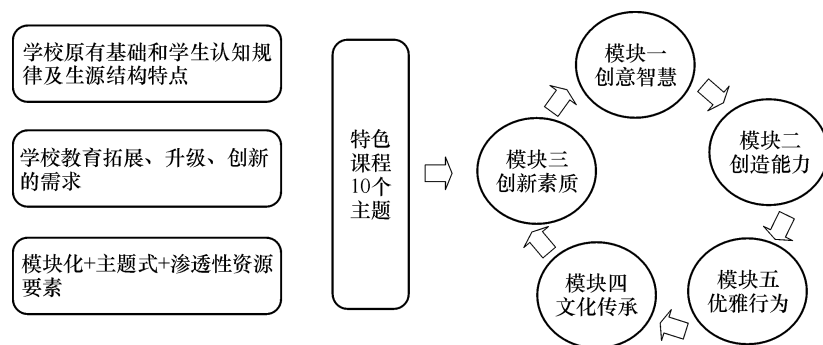 学校原有基础和学生认知规
律及生源结构特点
学校教育拓展、升级、创新
的需求
模块化+主题式+渗透性资源
要素
特色
课程
10个
主题
模块一
创意智慧
模块二
创造能力
模块三
创新素质
模块四
文化传承
模块五
优雅行为